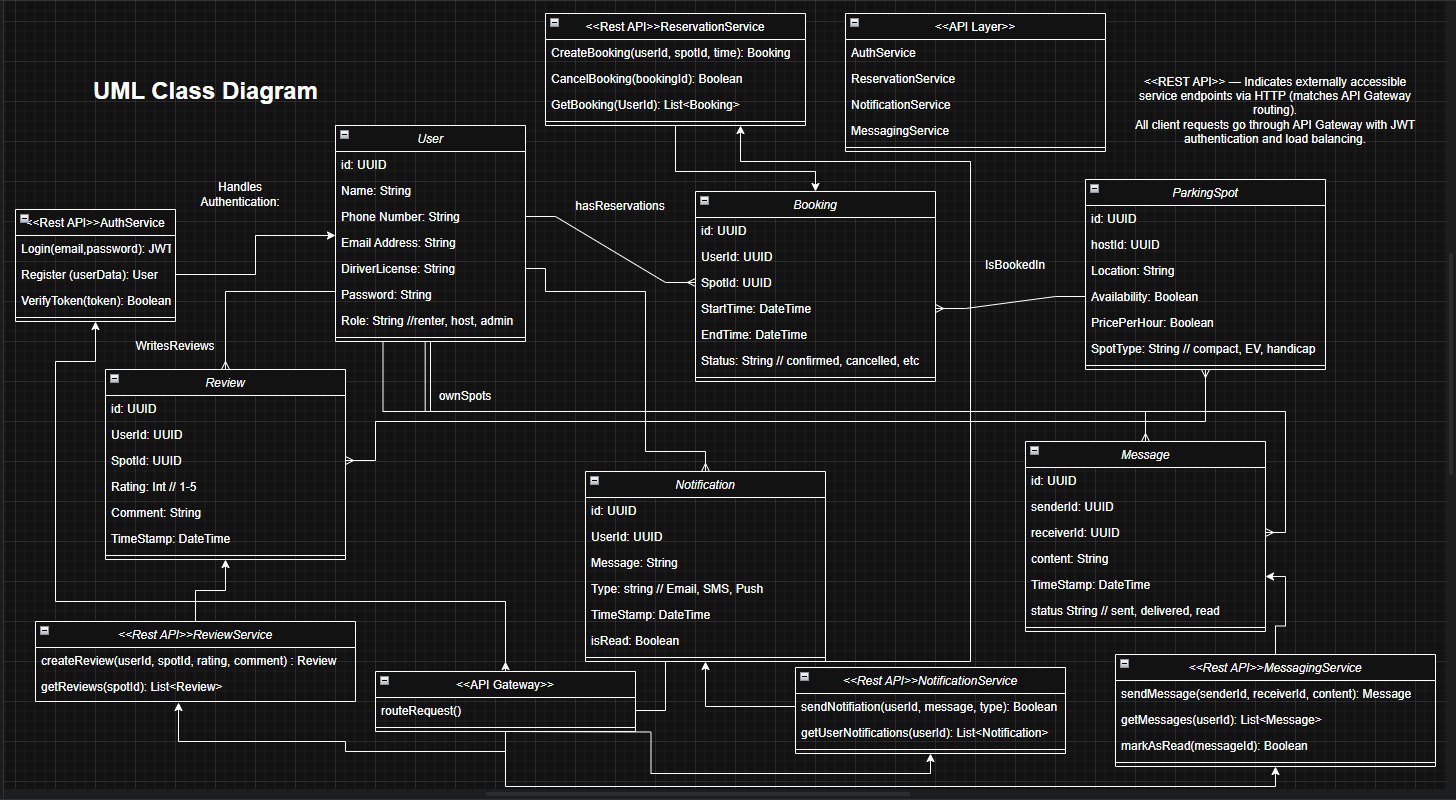 UML Class Diagram
<<Rest API>>ReservationService
CreateBooking(userId, spotId, time): Booking
CancelBooking(bookingId): Boolean
GetBooking(UserId): List<Booking>
<<API Layer>>
AuthService
ReservationService
NotificationService
MessagingService
<<REST API>> — Indicates externally accessible
service endpoints via HTTP (matches API Gateway
routing).
All client requests go through API Gateway with JWT
authentication and load balancing.
User
id: UUID
Name: String
Phone Number: String
Email Address: String
DiriverLicense: String
Password: String
Role: String //renter, host, admin
Handles
Authentication:
<<Rest API>>AuthService
Login(email,password): JWT
Register (userData): User
VerifyToken(token): Boolean
hasReservations
Booking
id: UUID
UserId: UUID
SpotId: UUID
StartTime: DateTime
EndTime: DateTime
Status: String // confirmed, cancelled, etc
IsBookedIn
ParkingSpot
id: UUID
hostId: UUID
Location: String
Availability: Boolean
PricePerHour: Boolean
SpotType: String // compact, EV, handicap
WritesReviews
ownSpots
Review
id: UUID
UserId: UUID
SpotId: UUID
Rating: Int // 1-5
Comment: String
TimeStamp: DateTime
Notification
id: UUID
UserId: UUID
Message: String
Type: string // Email, SMS, Push
TimeStamp: DateTime
isRead: Boolean
Message
id: UUID
senderId: UUID
receiverId: UUID
content: String
TimeStamp: DateTime
status String // sent, delivered, read
<<Rest API>>ReviewService
createReview(userId, spotId, rating, comment) : Review
getReviews(spotId): List<Review>
<<API Gateway>>
routeRequest()
<<Rest API>>NotificationService
sendNotifiation(userId, message, type): Boolean
getUserNotifications(userId): List<Notification>
<<Rest API>>MessagingService
sendMessage(senderId, receiverId, content): Message
getMessages(userId): List<Message>
markAsRead(messageId): Boolean